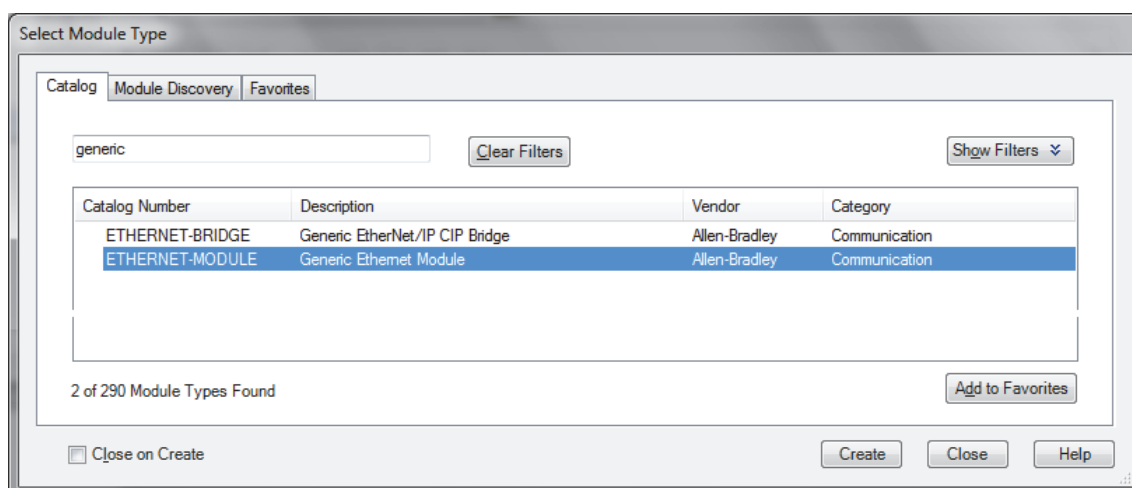 Select Module Type
Catalog Module Discovery Favorites
generic Clear Filters Show Filters
Catalog Number Description Vendor Category
ETHERNET-BRIDGE Generic EtherNet/IP CIP Bridge Allen-Bradley Communication
ETHERNET-MODULE Generic Ethernet Module Allen-Bradley Communication
2 of 290 Module Types Found Add to Favorites
Close on Create Create Close Help